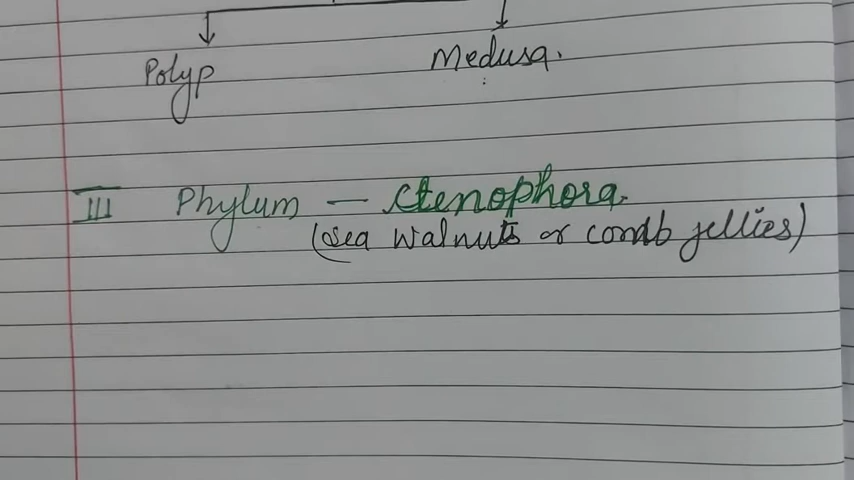 Polyp Medusa.
III Phylum — Ctenophora.
(Sea walnuts or comb jellies)